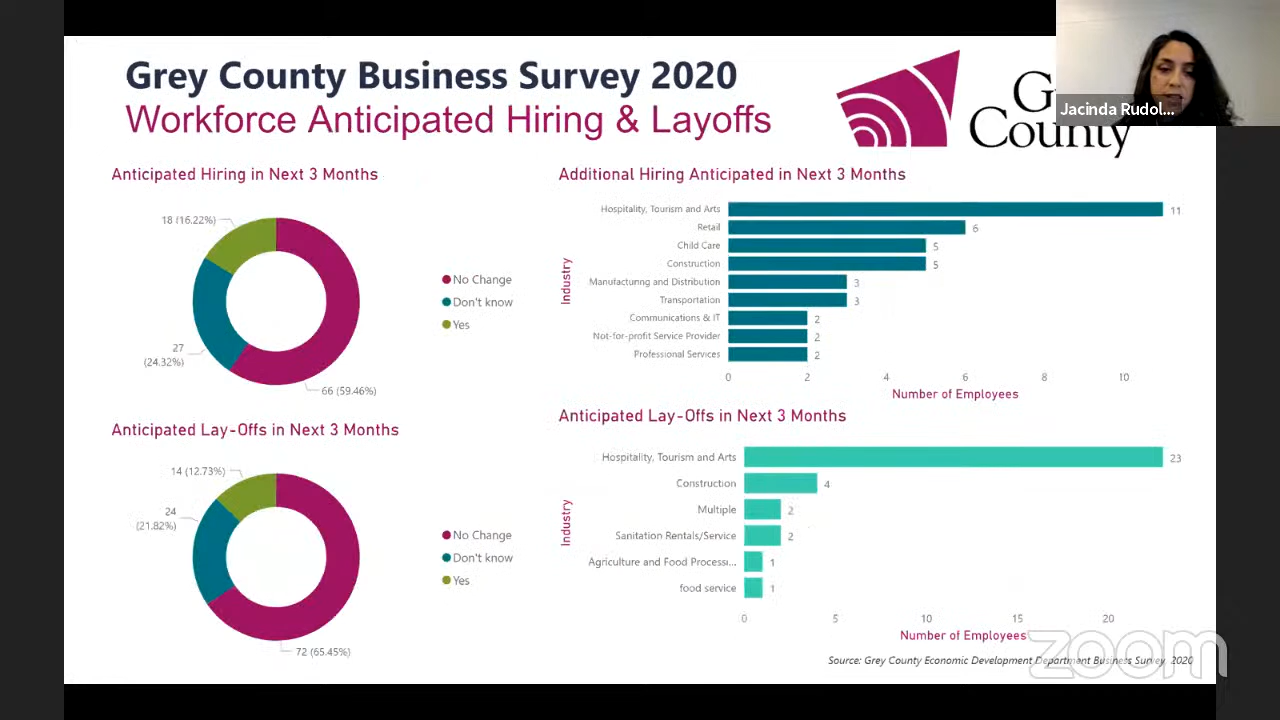 Grey County Business Survey 2020
Workforce Anticipated Hiring & Layoffs
County
Jacinda Rudol...
Anticipated Hiring in Next 3 Months
18 (16.22%)
27
(24.32%)
66 (59.46%)
No Change
Don't know
Yes
Additional Hiring Anticipated in Next 3 Months
Industry
Hospitality, Tourism and Arts 11
Retail 6
Child Care 5
Construction 5
Manufacturing and Distribution 3
Transportation 3
Communications & IT 2
Not-for-profit Service Provider 2
Professional Services 2
0 2 4 6 8 10
Number of Employees
Anticipated Lay-Offs in Next 3 Months
14 (12.73%)
24
(21.82%)
72 (65.45%)
No Change
Don't know
Yes
Anticipated Lay-Offs in Next 3 Months
Industry
Hospitality, Tourism and Arts 23
Construction 4
Multiple 2
Sanitation Rentals/Service 2
Agriculture and Food Processi... 1
food service 1
0 5 10 15 20
Number of Employees
Source: Grey County Economic Development Department Business Survey, 2020
zoom